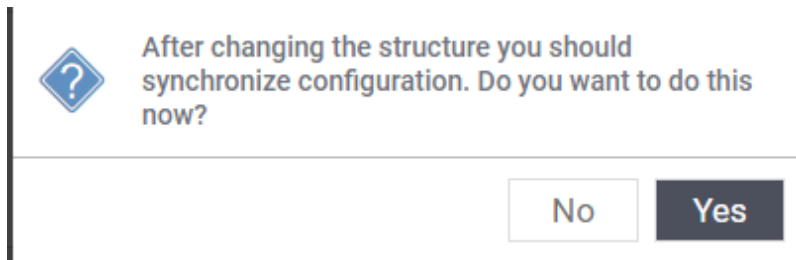 After changing the structure you should
synchronize configuration. Do you want to do this
now?
No
Yes